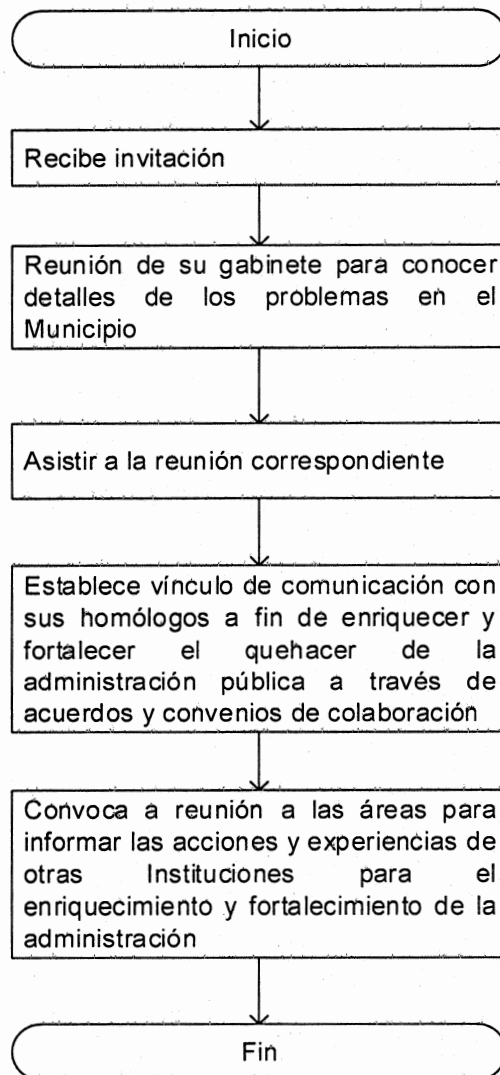 Inicio
Recibe invitación
Reunión de su gabinete para conocer
detalles de los problemas en el
Municipio
Asistir a la reunión correspondiente
Establece vínculo de comunicación con
sus homólogos a fin de enriquecer y
fortalecer el quehacer de la
administración pública a través de
acuerdos y convenios de colaboración
Convoca a reunión a las áreas para
informar las acciones y experiencias de
otras Instituciones para el
enriquecimiento y fortalecimiento de la
administración
Fin